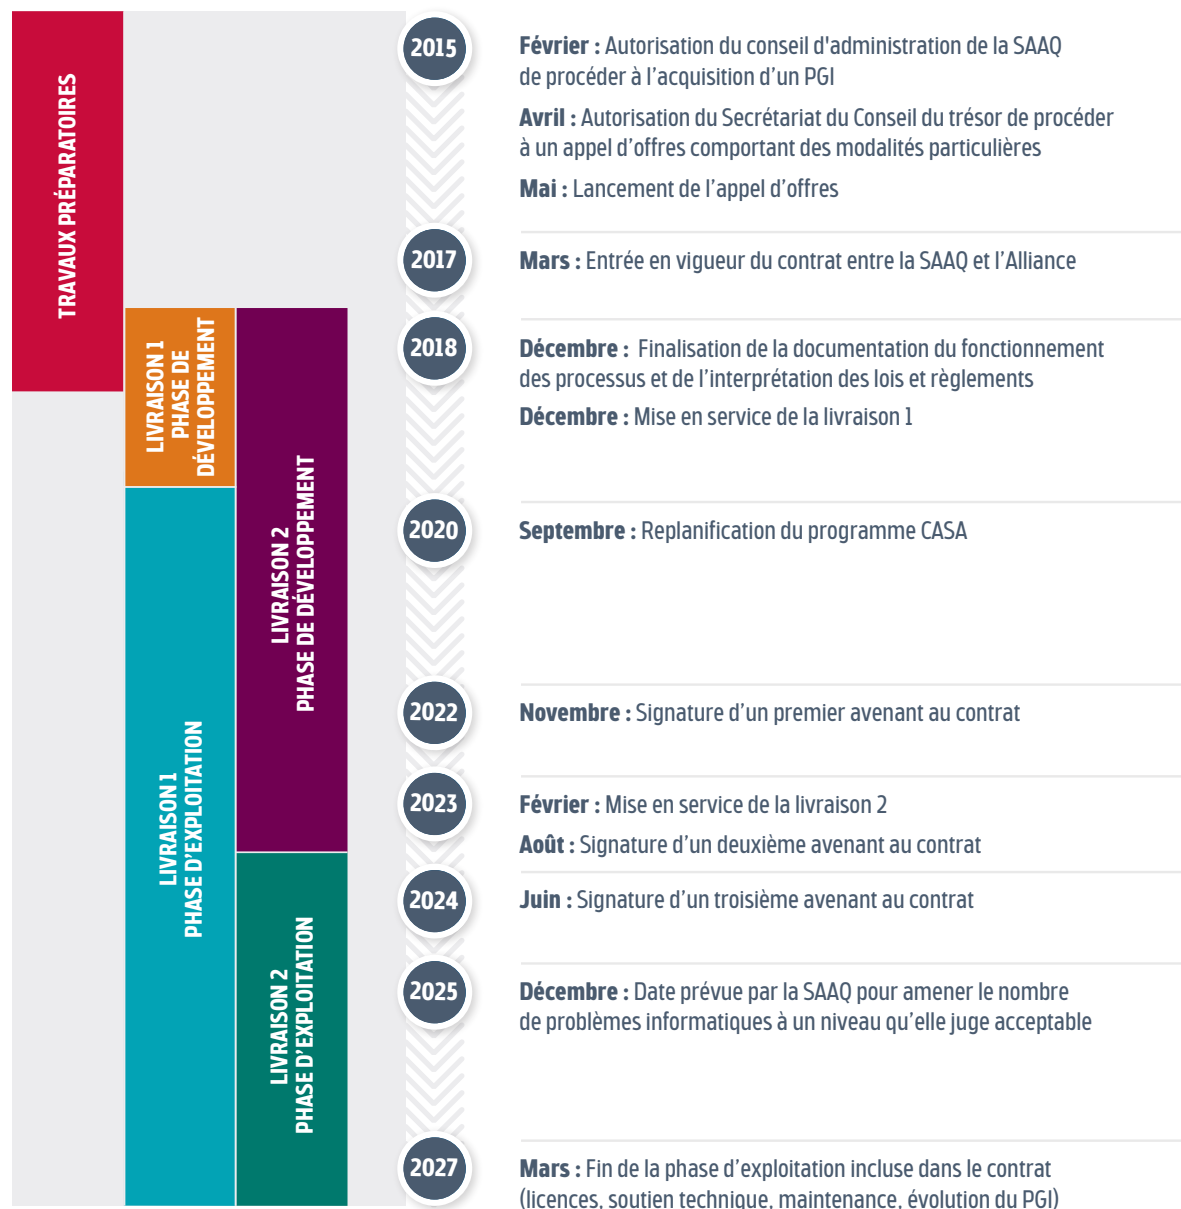 TRAVAUX PRÉPARATOIRES
LIVRAISON 1
PHASE DE
DÉVELOPPEMENT
LIVRAISON 2
PHASE DE DÉVELOPPEMENT
LIVRAISON 1
PHASE D'EXPLOITATION
LIVRAISON 2
PHASE D'EXPLOITATION
2015
Février : Autorisation du conseil d'administration de la SAAQ
de procéder à l'acquisition d'un PGI
Avril : Autorisation du Secrétariat du Conseil du trésor de procéder
à un appel d'offres comportant des modalités particulières
Mai : Lancement de l'appel d'offres
2017
Mars : Entrée en vigueur du contrat entre la SAAQ et l'Alliance
2018
Décembre : Finalisation de la documentation du fonctionnement
des processus et de l'interprétation des lois et règlements
Décembre : Mise en service de la livraison 1
2020
Septembre : Replanification du programme CASA
2022
Novembre : Signature d'un premier avenant au contrat
2023
Février : Mise en service de la livraison 2
Août : Signature d'un deuxième avenant au contrat
2024
Juin : Signature d'un troisième avenant au contrat
2025
Décembre : Date prévue par la SAAQ pour amener le nombre
de problèmes informatiques à un niveau qu'elle juge acceptable
2027
Mars : Fin de la phase d'exploitation incluse dans le contrat
(licences, soutien technique, maintenance, évolution du PGI)